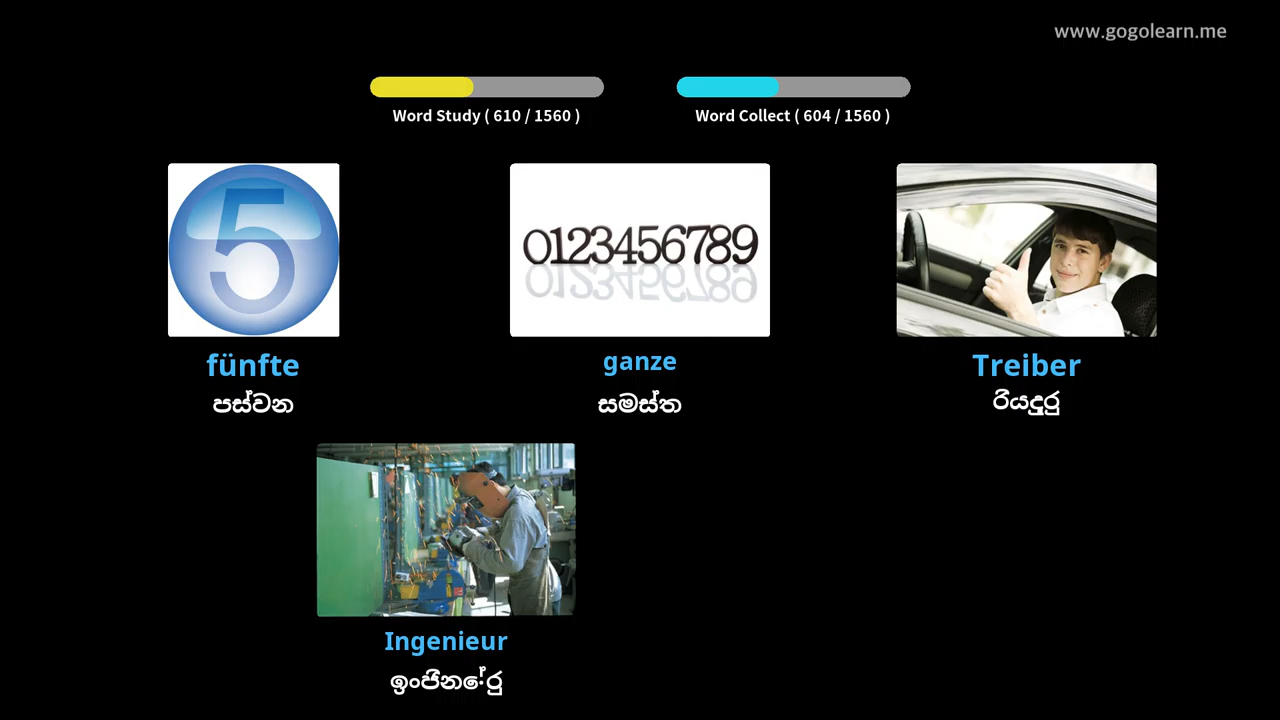 www.gogolearn.me
Word Study ( 610 / 1560 )
Word Collect ( 604 / 1560 )
5
0123456789
fünfte
ganze
Treiber
පස්වන
සමස්ත
රියදුරු
Ingenieur
ඉංජිනේරු